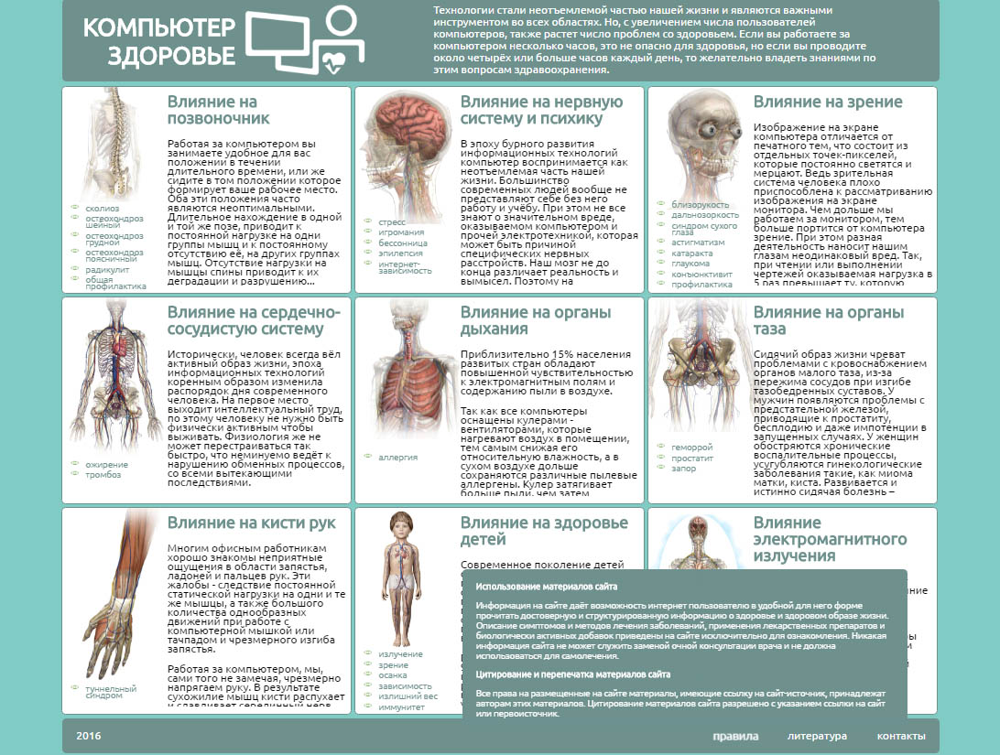 КОМПЬЮТЕР
ЗДОРОВЬЕ
Технологии стали неотъемлемой частью нашей жизни и являются важными
инструментом во всех областях. Но, с увеличением числа пользователей
компьютеров, также растет число проблем со здоровьем. Если вы работаете за
компьютером несколько часов, это не опасно для здоровья, но если вы проводите
около четырёх или больше часов каждый день, то желательно владеть знаниями по
этим вопросам здравоохранения.
Влияние на
позвоночник
Работая за компьютером вы
занимаете удобное для вас
положении в течении
длительного времени, или же
сидите в том положении которое
формирует ваше рабочее место.
Оба эти положения часто
являются неоптимальными.
Длительное нахождение в одной
и той же позе, приводит к
постоянной нагрузке на одни
группы мышц и к постоянному
отсутствию её, на других группах
мышц. Отсутствие нагрузки на
мышцы спины приводит к их
деградации и разрушению...
сколиоз
остеохондроз
шейный
остеохондроз
грудной
остеохондроз
поясничный
радикулит
общая
профилактика
Влияние на нервную
систему и психику
В эпоху бурного развития
информационных технологий
компьютер воспринимается как
неотъемлемая часть нашей
жизни. Большинство
современных людей вообще не
представляют себе без него
работу и учёбу. При этом не все
знают о значительном вреде,
оказываемом компьютером и
прочей электротехникой, которая
может быть причиной
специфических нервных
расстройств. Наш мозг не до
конца различает реальность и
вымысел. Поэтому на
стресс
игромания
бессонница
эпилепсия
интернет-
зависимость
Влияние на зрение
Изображение на экране
компьютера отличается от
печатного тем, что состоит из
отдельных точек-пикселей,
которые постоянно светятся и
мерцают. Ведь зрительная
система человека плохо
приспособлена к рассматриванию
изображения на экране
монитора. Чем дольше мы
работаем за монитором, тем
больше портится от компьютера
зрение. При этом разная
деятельность наносит нашим
глазам неодинаковый вред. Так,
при чтении или выполнении
чертежей оказываемая нагрузка в
5 раз превышает ту, которую
близорукость
дальнозоркость
синдром сухого
глаза
астигматизм
катаракта
глаукома
конъюнктивит
профилактика
Влияние на сердечно-
сосудистую систему
Исторически, человек всегда вёл
активный образ жизни, эпоха
информационных технологий
коренным образом изменила
распорядок дня современного
человека. На первое место
выходит интеллектуальный труд,
по этому человеку не нужно быть
физически активным чтобы
выживать. Физиология же не
может перестраиваться так
быстро, что неминуемо ведёт к
нарушению обменных процессов,
со всеми вытекающими
последствиями.
ожирение
тромбоз
Влияние на органы
дыхания
Приблизительно 15% населения
развитых стран обладают
повышенной чувствительностью
к электромагнитным полям и
содержанию пыли в воздухе.
Так как все компьютеры
оснащены кулерами -
вентиляторами, которые
нагревают воздух в помещении,
тем самым снижая его
относительную влажность, а в
сухом воздухе дольше
сохраняются различные пылевые
аллергены. Кулер затягивает
больше пыли, чем затем
аллергия
Влияние на органы
таза
Сидячий образ жизни чреват
проблемами с кровоснабжением
органов малого таза, из-за
пережима сосудов при изгибе
тазобедренных суставов. У
мужчин появляются проблемы с
предстательной железой,
приводящие к простатиту,
бесплодию и даже импотенции в
запущенных случаях. У женщин
обостряются хронические
воспалительные процессы,
усугубляются гинекологические
заболевания такие, как миома
матки, киста. Развивается и
истинно сидячая болезнь –
геморрой
простатит
запор
Влияние на кисти рук
Многим офисным работникам
хорошо знакомы неприятные
ощущения в области запястья,
ладоней и пальцев рук. Эти
жалобы - следствие постоянной
статической нагрузки на одни и те
же мышцы, а также большого
количества однообразных
движений при работе с
компьютерной мышкой или
тачпадом и чрезмерного изгиба
запястья.
Работая за компьютером, мы,
сами того не замечая, чрезмерно
напрягаем руку. В результате
сухожилие мышц кисти распухает
и сдавливает серединный нерв
туннельный
синдром
Влияние на здоровье
детей
Современное поколение детей
излучение
зрение
осанка
зависимость
излишний вес
иммунитет
Влияние
электромагнитного
излучения
Использование материалов сайта
Информация на сайте даёт возможность интернет пользователю в удобной для него форме
прочитать достоверную и структурированную информацию о здоровье и здоровом образе жизни.
Описание симптомов и методов лечения заболеваний, применения лекарственных препаратов и
биологически активных добавок приведены на сайте исключительно для ознакомления. Никакая
информация сайта не может служить заменой очной консультации врача и не должна
использоваться для самолечения.
Цитирование и перепечатка материалов сайта
Все права на размещенные на сайте материалы, имеющие ссылку на сайт-источник, принадлежат
авторам этих материалов. Цитирование материалов сайта разрешено с указанием ссылки на сайт
или первоисточник.
2016
правила
литература
контакты